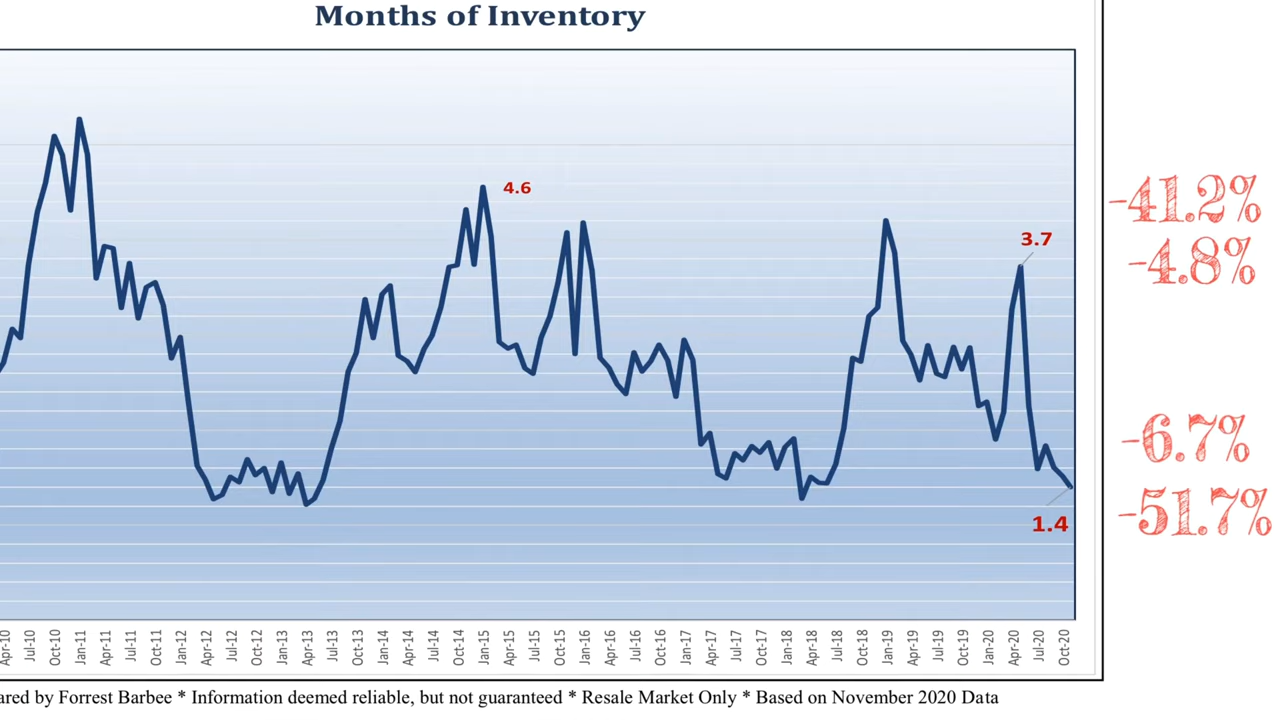 Months of Inventory
4.6
3.7
1.4
-41.2%
-4.8%
-6.7%
-51.7%
Apr-10 Jul-10 Oct-10 Jan-11 Apr-11 Jul-11 Oct-11 Jan-12 Apr-12 Jul-12 Oct-12 Jan-13 Apr-13 Jul-13 Oct-13 Jan-14 Apr-14 Jul-14 Oct-14 Jan-15 Apr-15 Jul-15 Oct-15 Jan-16 Apr-16 Jul-16 Oct-16 Jan-17 Apr-17 Jul-17 Oct-17 Jan-18 Apr-18 Jul-18 Oct-18 Jan-19 Apr-19 Jul-19 Oct-19 Jan-20 Apr-20 Jul-20 Oct-20
ared by Forrest Barbee * Information deemed reliable, but not guaranteed * Resale Market Only * Based on November 2020 Data